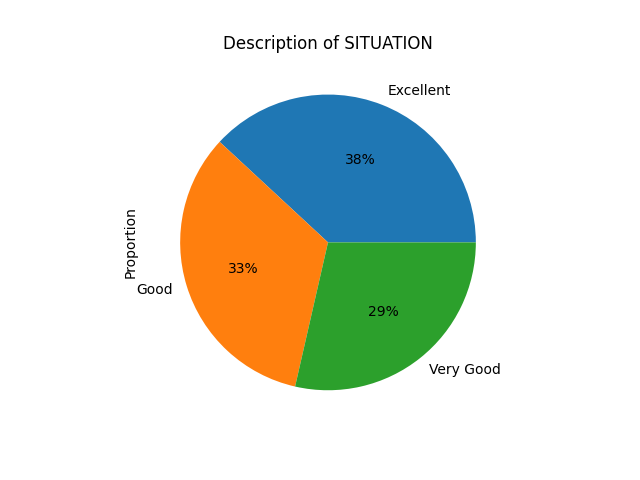 Description of SITUATION
Excellent
38%
Proportion
33%
Good
29%
Very Good